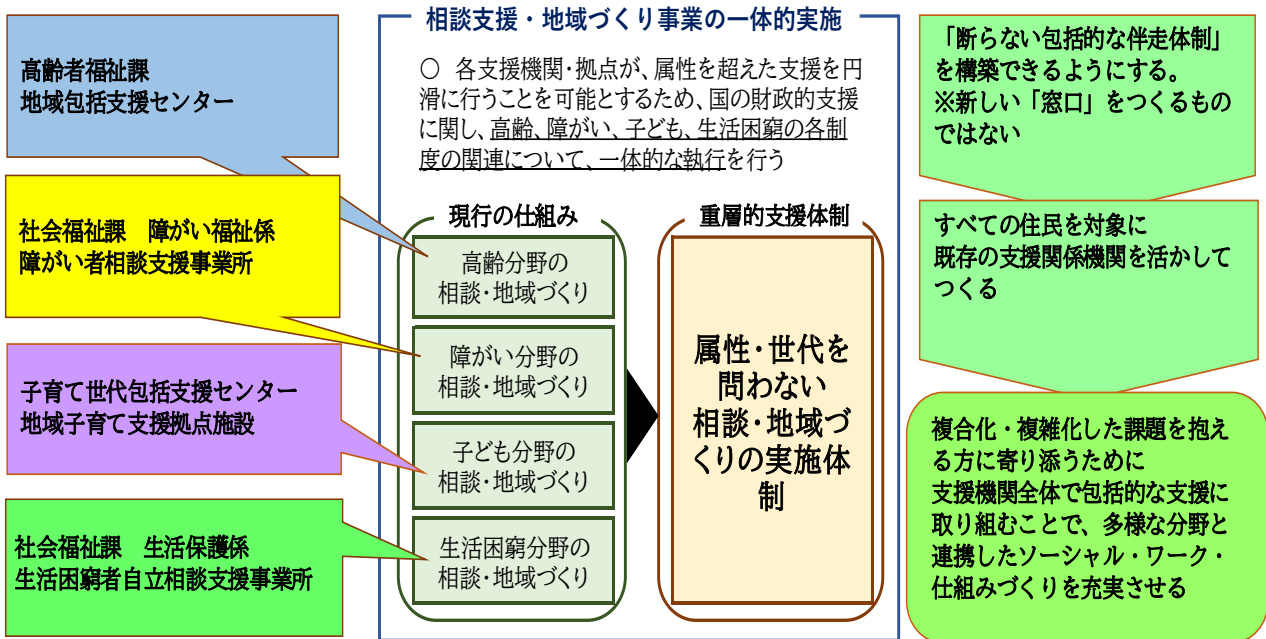 高齢者福祉課
地域包括支援センター
社会福祉課　障がい福祉係
障がい者相談支援事業所
子育て世代包括支援センター
地域子育て支援拠点施設
社会福祉課　生活保護係
生活困窮者自立相談支援事業所
相談支援・地域づくり事業の一体的実施
〇　各支援機関・拠点が、属性を超えた支援を円
滑に行うことを可能とするため、国の財政的支援
に関し、高齢、障がい、子ども、生活困窮の各制
度の関連について、一体的な執行を行う
現行の仕組み
高齢分野の
相談・地域づくり
障がい分野の
相談・地域づくり
子ども分野の
相談・地域づくり
生活困窮分野の
相談・地域づくり
重層的支援体制
属性・世代を
問わない
相談・地域づ
くりの実施体
制
「断らない包括的な伴走体制」
を構築できるようにする。
※新しい「窓口」をつくるもの
ではない
すべての住民を対象に
既存の支援関係機関を活かして
つくる
複合化・複雑化した課題を抱え
る方に寄り添うために
支援機関全体で包括的な支援に
取り組むことで、多様な分野と
連携したソーシャル・ワーク・
仕組みづくりを充実させる